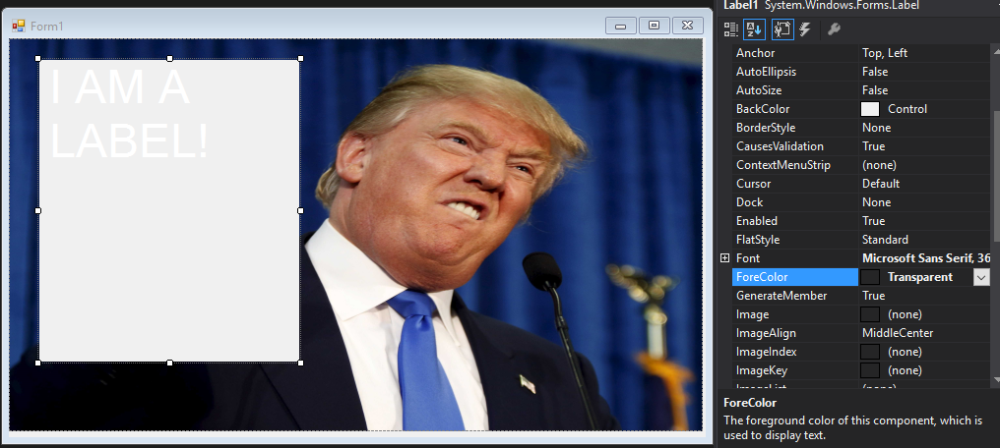 Label1 System.Windows.Forms.Label
Form1
I AM A
LABEL!
Anchor Top, Left
AutoEllipsis False
AutoSize False
BackColor Control
BorderStyle None
CausesValidation True
ContextMenuStrip (none)
Cursor Default
Dock None
Enabled True
FlatStyle Standard
Font Microsoft Sans Serif, 36
ForeColor Transparent
GenerateMember True
Image (none)
ImageAlign MiddleCenter
ImageIndex (none)
ImageKey (none)
ImageList (none)
ForeColor
The foreground color of this component, which is
used to display text.